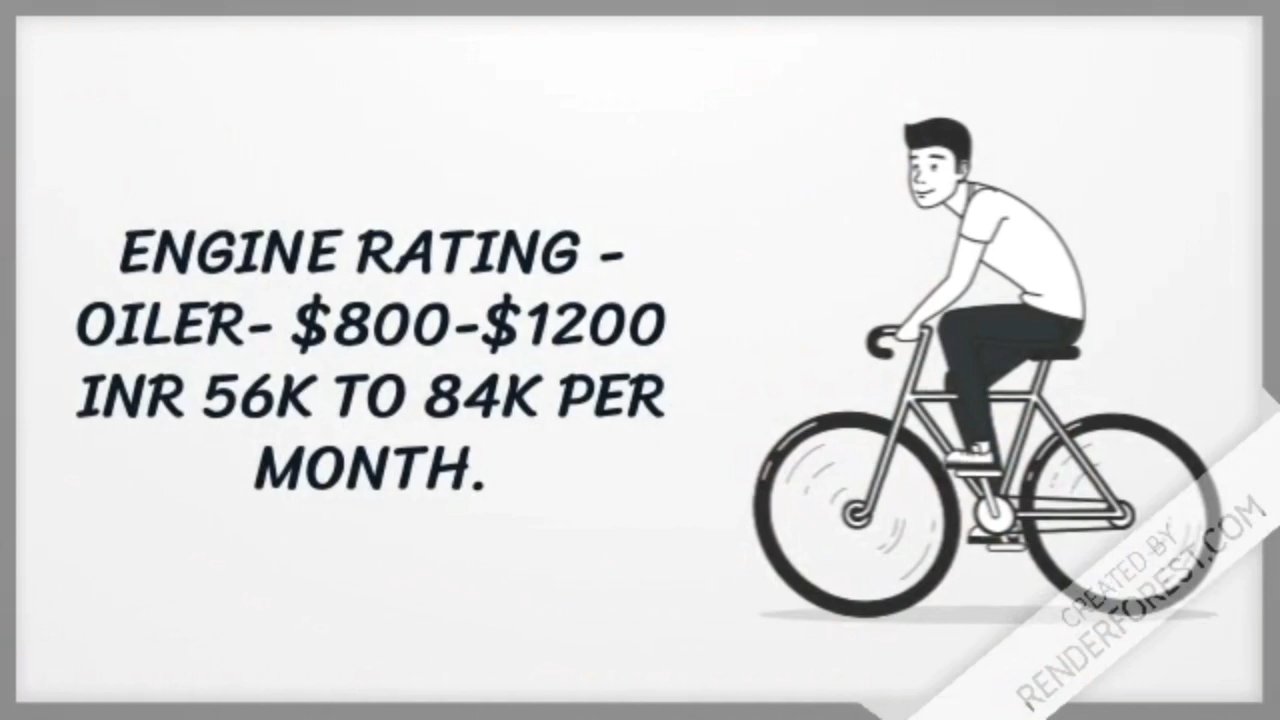 ENGINE RATING -
OILER- $800-$1200
INR 56K TO 84K PER
MONTH.
CREATED BY
RENDERFOREST.COM